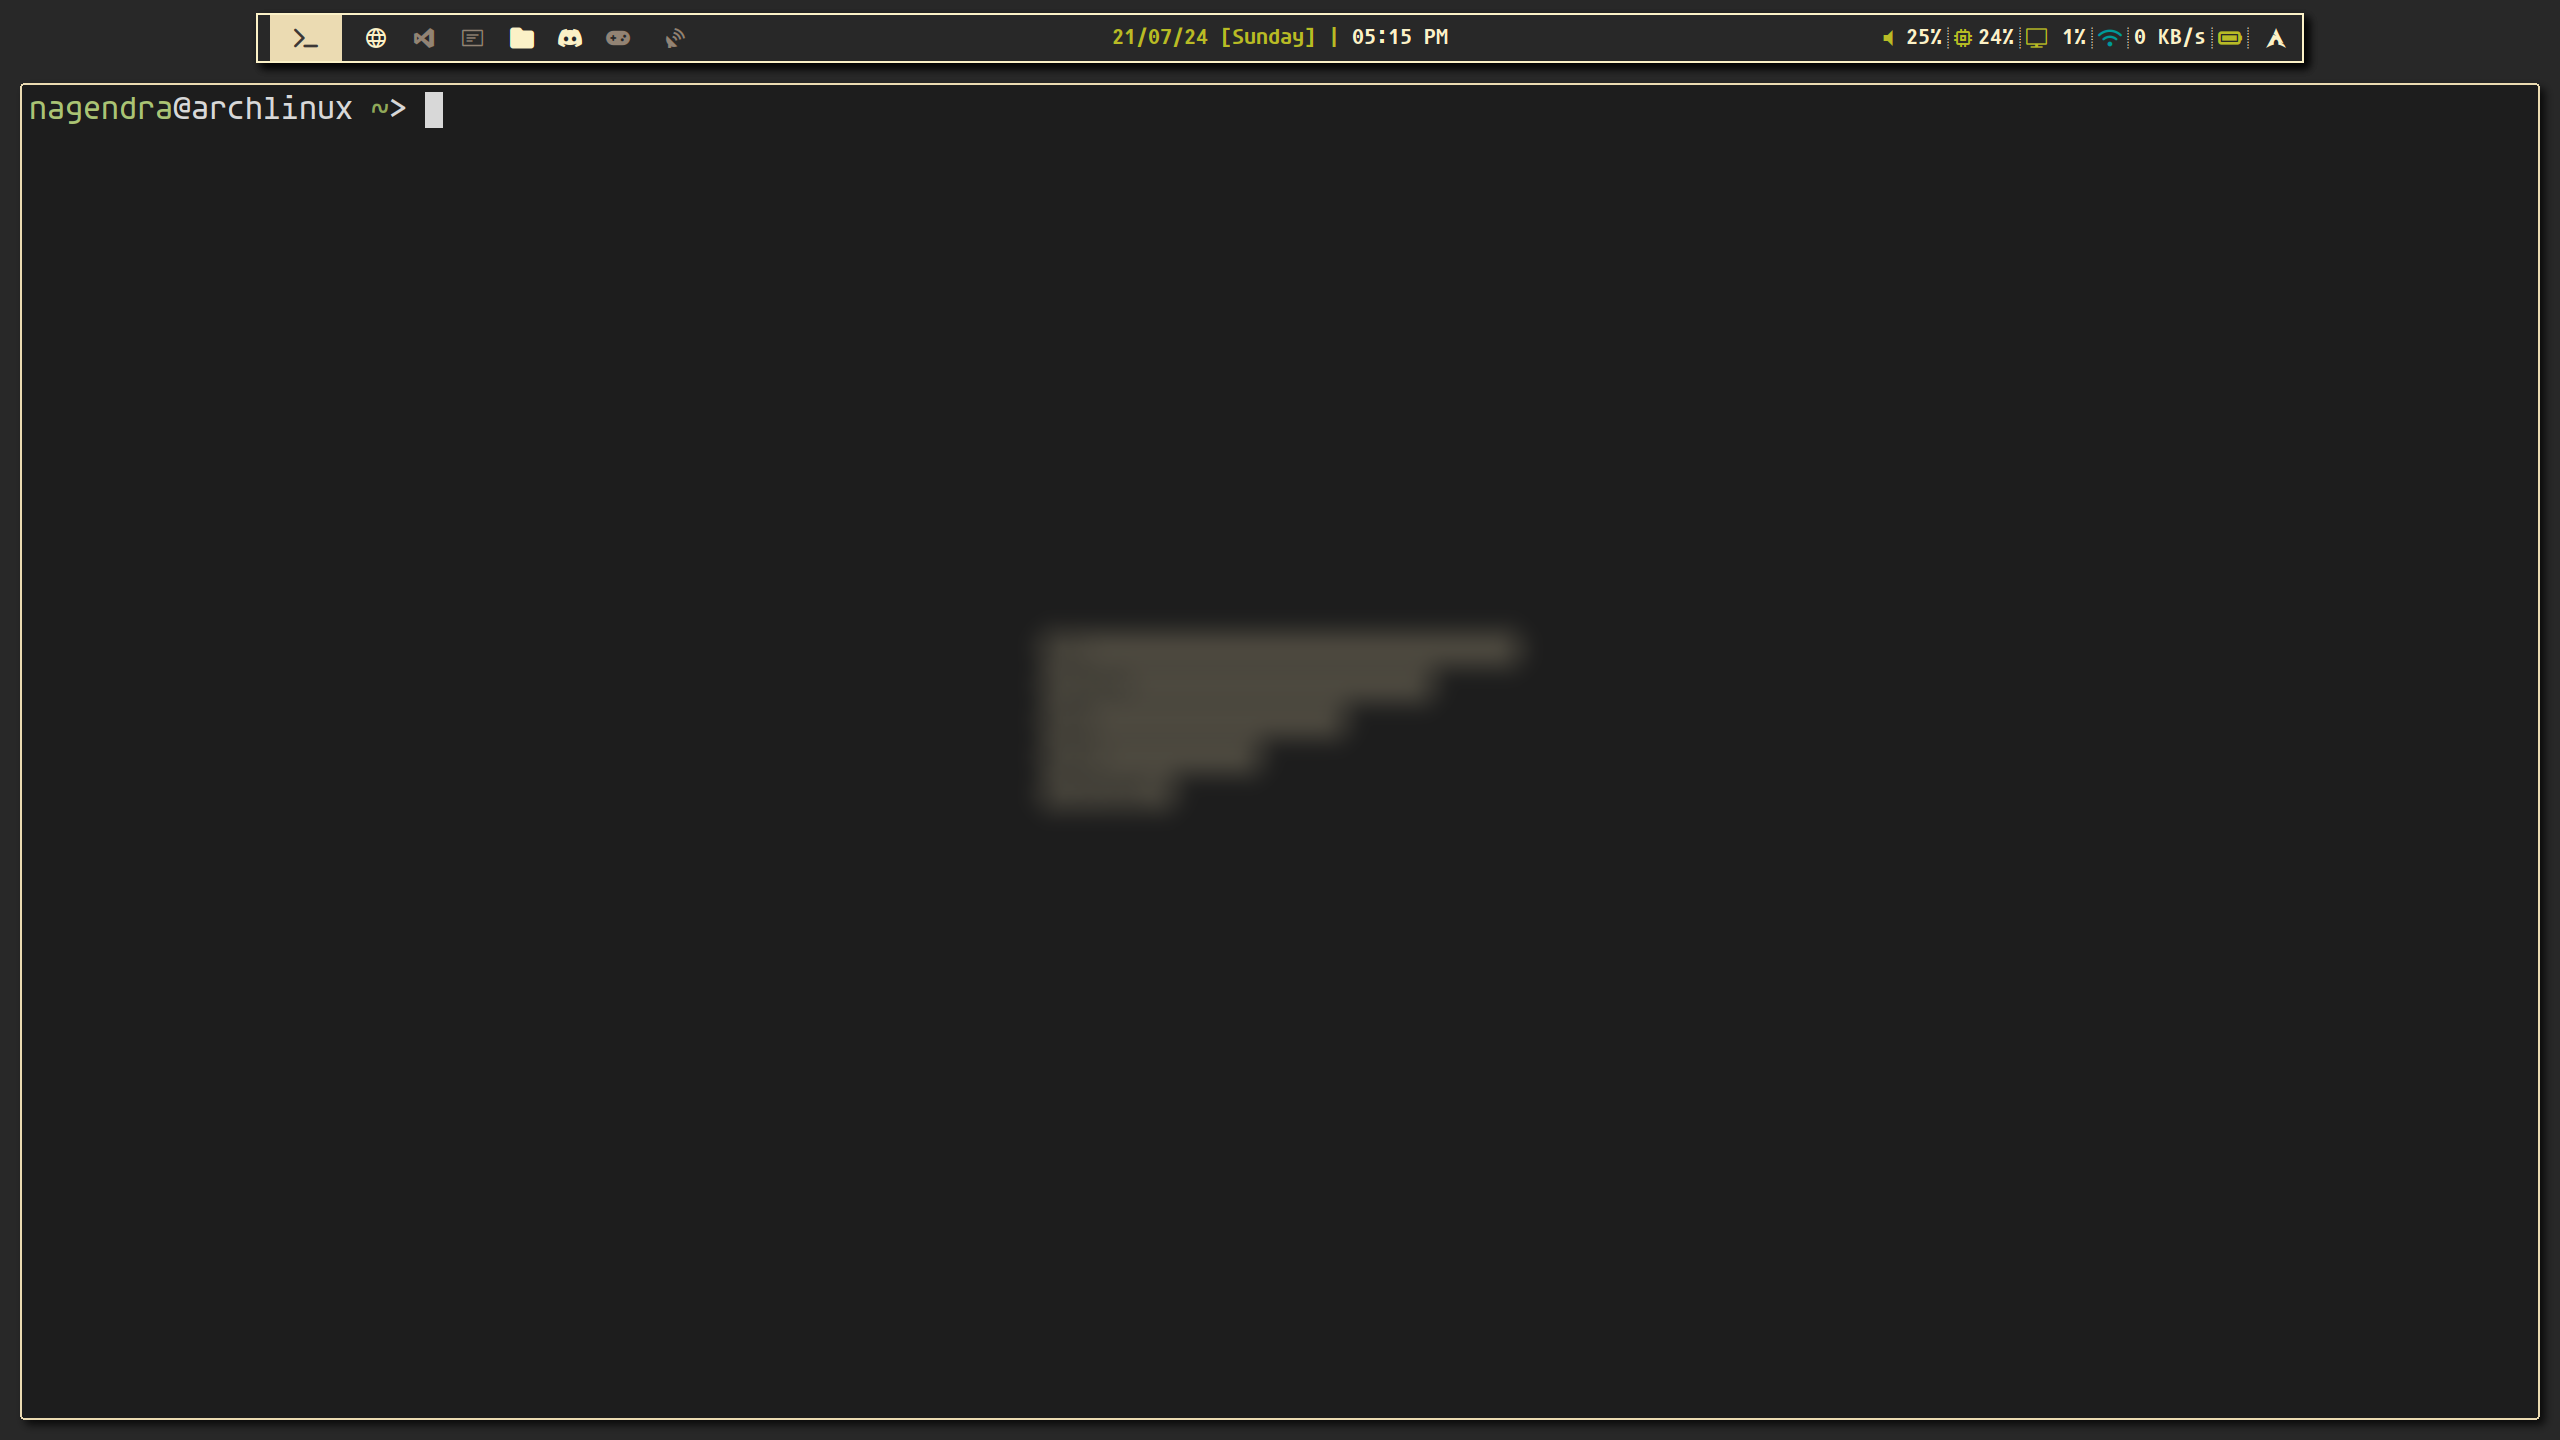 21/07/24 [Sunday] | 05:15 PM
25% 24% 1% 0 KB/s
nagendra@archlinux ~>